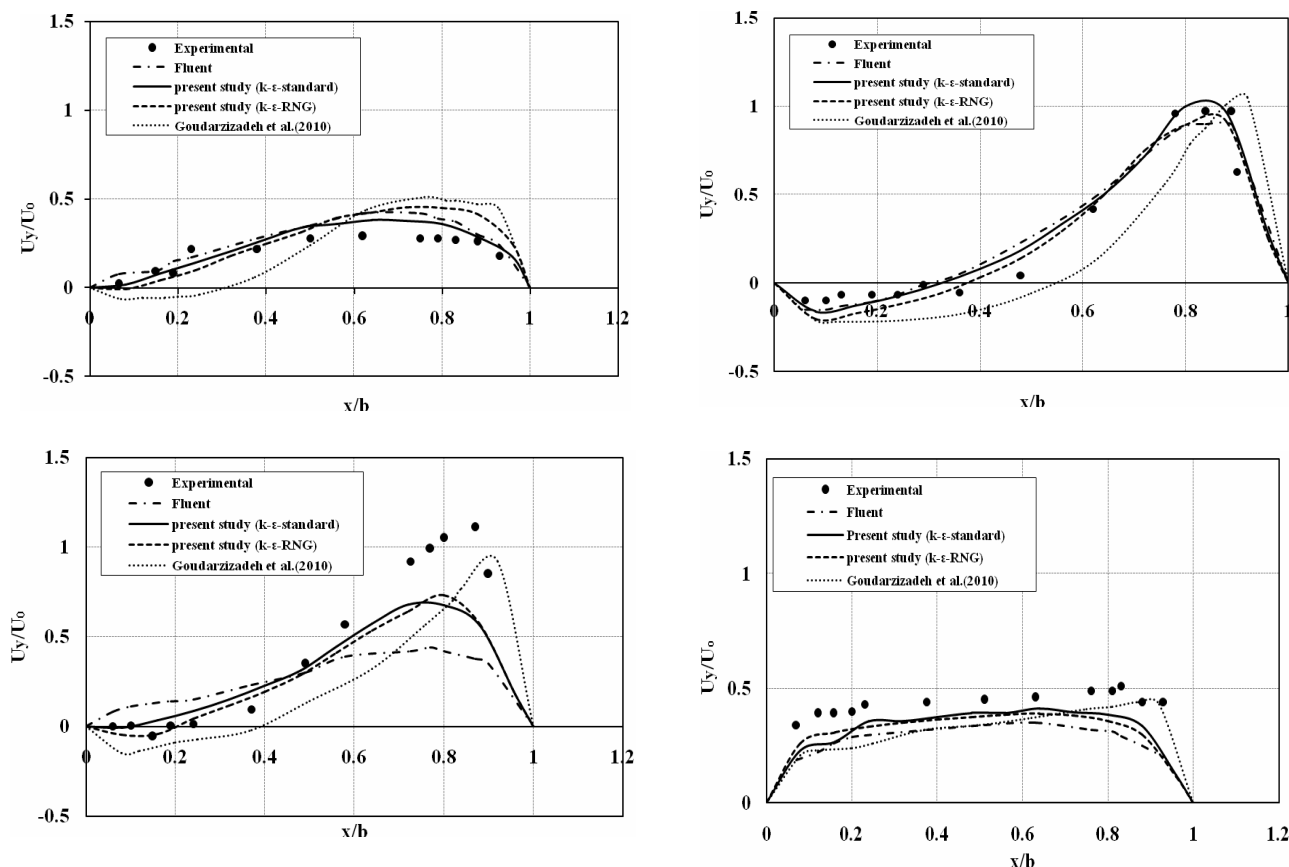 1.5
Experimental
Fluent
present study (k-ε-standard)
present study (k-ε-RNG)
Goudarzizadeh et al.(2010)
1
0.5
0
-0.5
Uy/Uo
0 0.2 0.4 0.6 0.8 1 1.2
x/b
1.5
Experimental
Fluent
present study (k-ε-standard)
present study (k-ε-RNG)
Goudarzizadeh et al.(2010)
1
0.5
0
-0.5
Uy/Uo
0 0.2 0.4 0.6 0.8 1
x/b
1.5
Experimental
Fluent
present study (k-ε-standard)
present study (k-ε-RNG)
Goudarzizadeh et al.(2010)
1
0.5
0
-0.5
Uy/Uo
0 0.2 0.4 0.6 0.8 1 1.2
x/b
1.5
Experimental
Fluent
Present study (k-ε-standard)
present study (k-ε-RNG)
Goudarzizadeh et al.(2010)
1
0.5
0
Uy/Uo
0 0.2 0.4 0.6 0.8 1 1.2
x/b